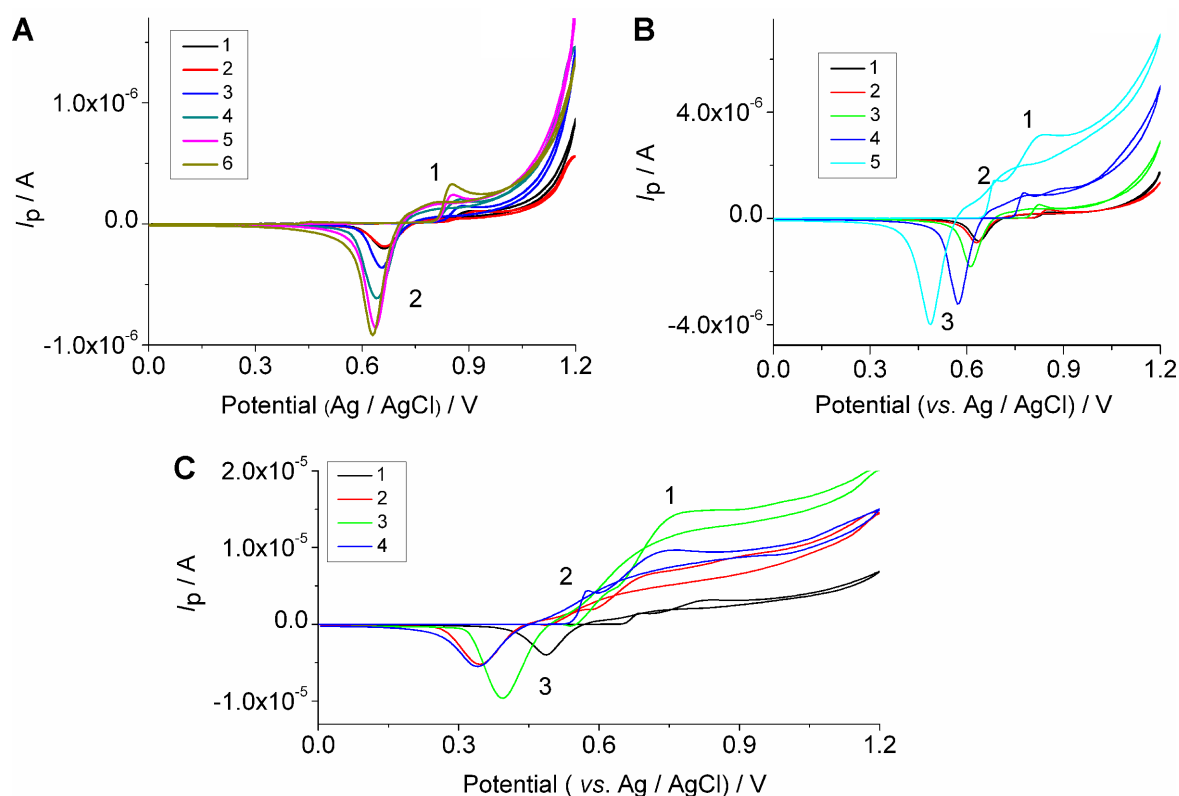 A
1
2
3
4
5
6
1.0x10-6
0.0
-1.0x10-6
Ip / A
1
2
0.0 0.3 0.6 0.9 1.2
Potential (Ag / AgCl) / V
B
1
2
3
4
5
4.0x10-6
0.0
-4.0x10-6
Ip / A
1
2
3
0.0 0.3 0.6 0.9 1.2
Potential (vs. Ag / AgCl) / V
C
1
2
3
4
2.0x10-5
1.0x10-5
0.0
-1.0x10-5
Ip / A
1
2
3
0.0 0.3 0.6 0.9 1.2
Potential ( vs. Ag / AgCl) / V